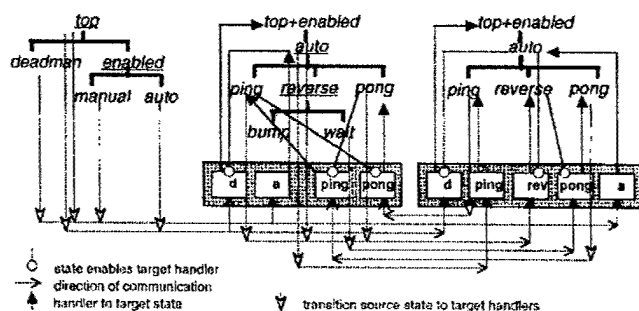 top
top+enabled
top+enabled
deadman
enabled
auto
auto
manual
auto
ping
reverse
pong
ping
reverse
pong
bump
wait
d
a
ping
pong
d
ping
rev
pong
a
state enables target handler
direction of communication
handler to target state
transition source state to target handlers